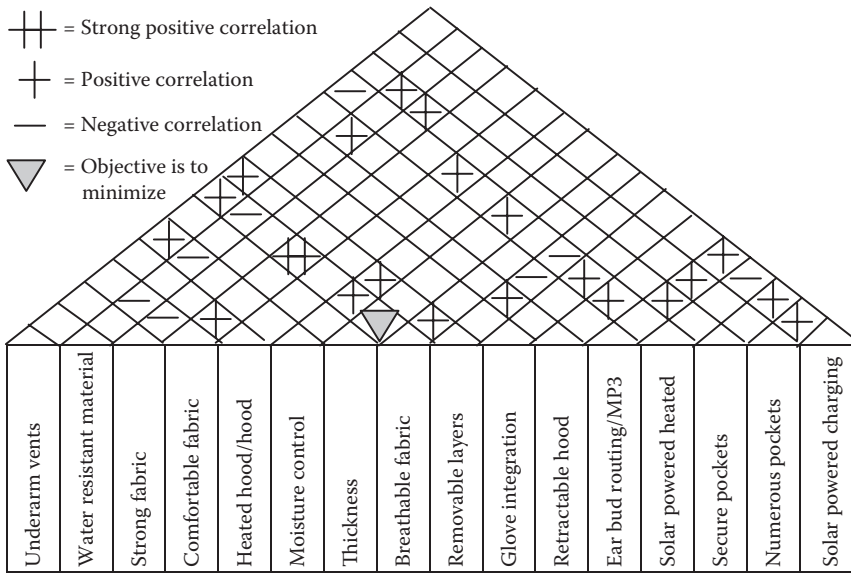 = Strong positive correlation
= Positive correlation
= Negative correlation
= Objective is to
minimize
Underarm vents
Water resistant material
Strong fabric
Comfortable fabric
Heated hood/hood
Moisture control
Thickness
Breathable fabric
Removable layers
Glove integration
Retractable hood
Ear bud routing/MP3
Solar powered heated
Secure pockets
Numerous pockets
Solar powered charging